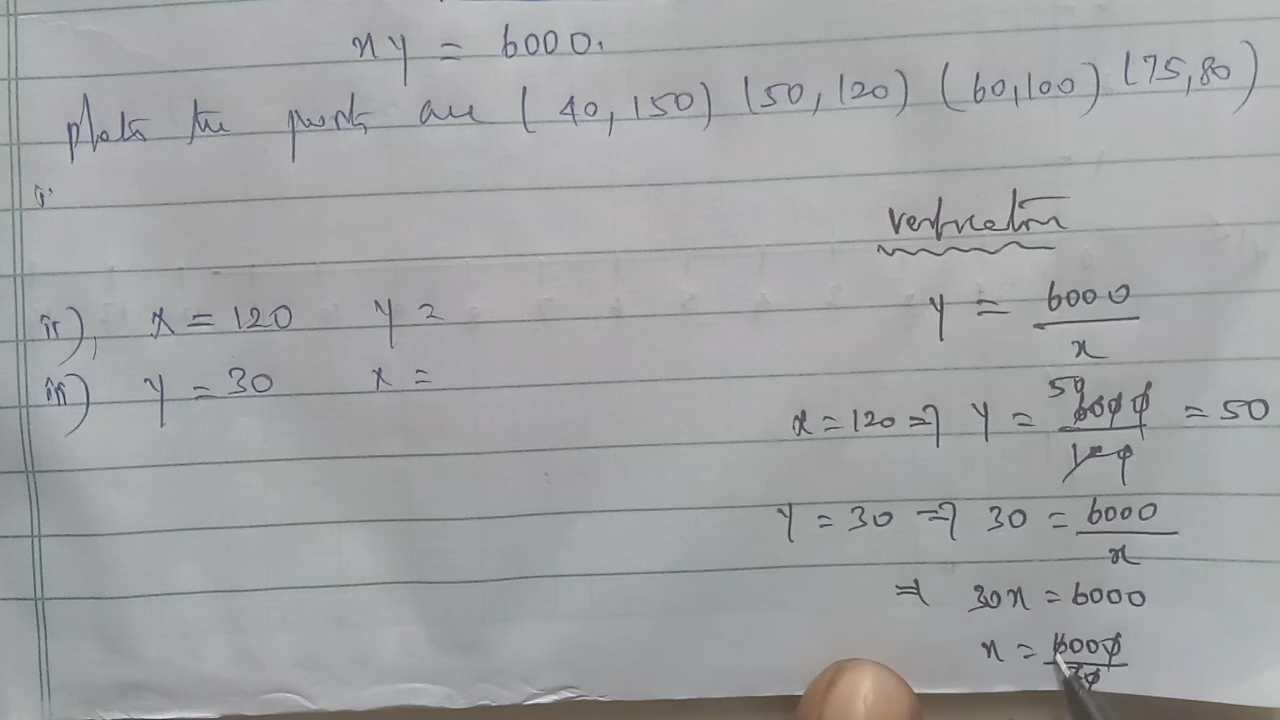 xy = 6000.
Plots the points are (40,150) (50,120) (60,100) (75,80)
i.
ii), x = 120 y =
iii) y = 30 x =
verification
y = 6000
x
x = 120 ⇒ y = 50 6000 = 50
120
y = 30 ⇒ 30 = 6000
x
⇒ 30x = 6000
x = 6000
30